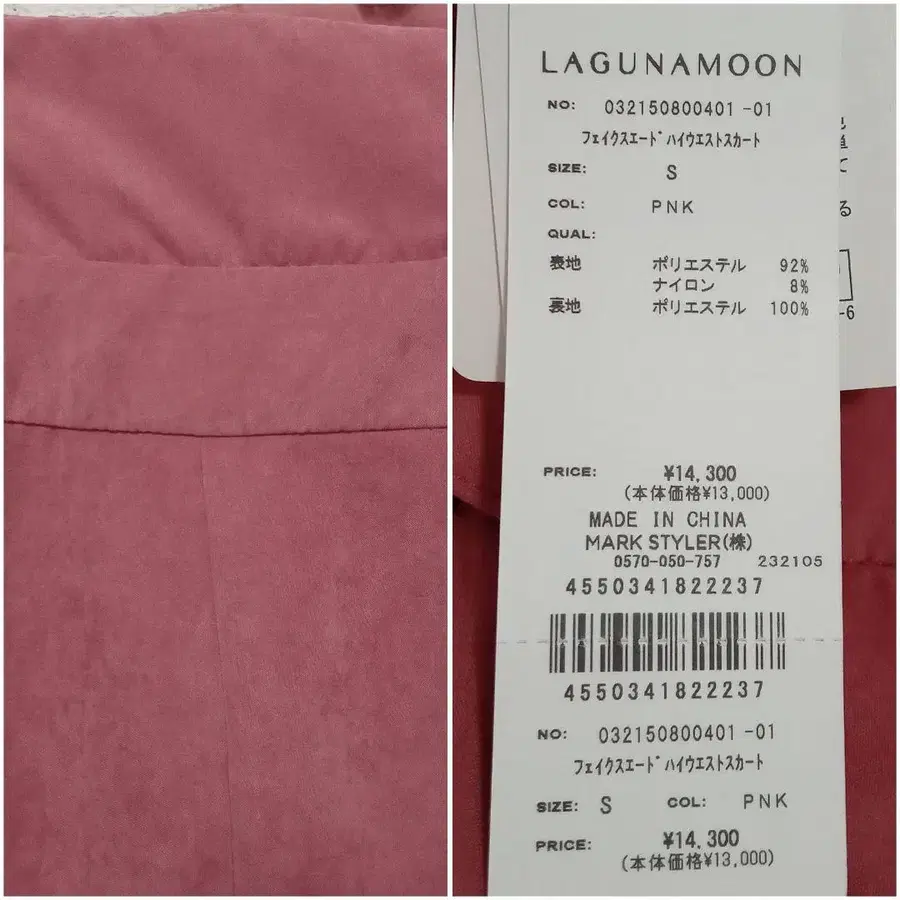 LAGUNAMOON
NO: 032150800401 -01
ﾌｪｲｸｽｴｰﾄﾞﾊｲｳｴｽﾄｽｶｰﾄ
SIZE: S
COL: PNK
QUAL:
表地 ポリエステル 92%
ナイロン 8%
裏地 ポリエステル 100%
て
る
-6
PRICE: ¥14,300
(本体価格¥13,000)
MADE IN CHINA
MARK STYLER(株)
0570-050-757 232105
4550341822237
4550341822237
NO: 032150800401 -01
ﾌｪｲｸｽｴｰﾄﾞﾊｲｳｴｽﾄｽｶｰﾄ
SIZE: S COL: PNK
PRICE: ¥14,300
(本体価格¥13,000)